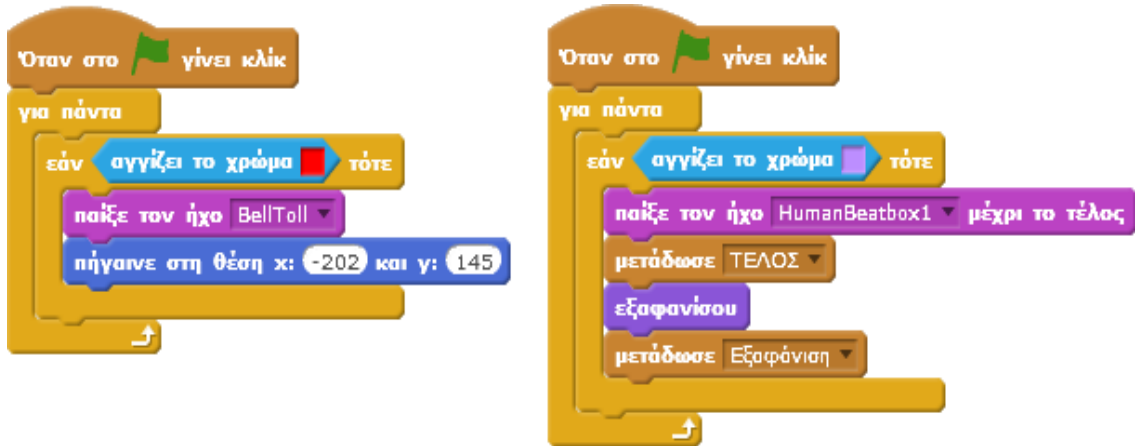 Όταν στο γίνει κλίκ
για πάντα
εάν αγγίζει το χρώμα τότε
παίξε τον ήχο BellToll
πήγαινε στη θέση x: -202 και y: 145
Όταν στο γίνει κλίκ
για πάντα
εάν αγγίζει το χρώμα τότε
παίξε τον ήχο HumanBeatbox1 μέχρι το τέλος
μετάδωσε ΤΕΛΟΣ
εξαφανίσου
μετάδωσε Εξαφάνιση